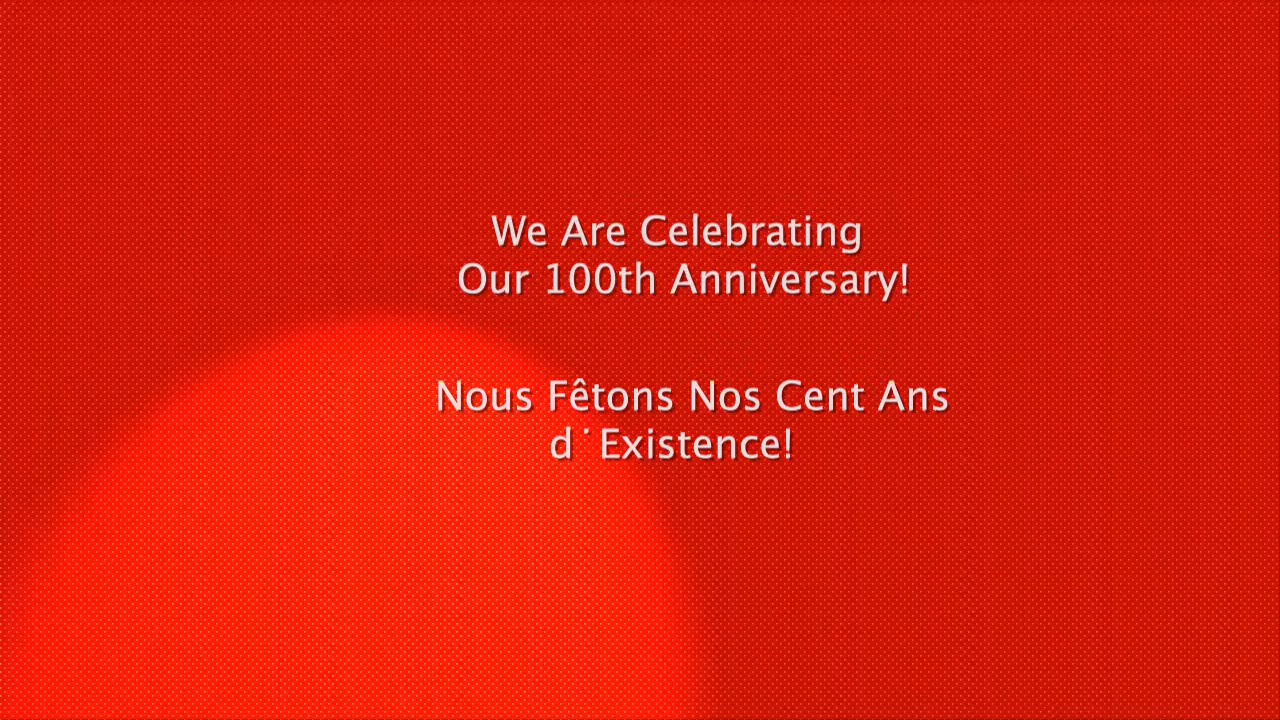 We Are Celebrating
Our 100th Anniversary!
Nous Fêtons Nos Cent Ans
d˙Existence!